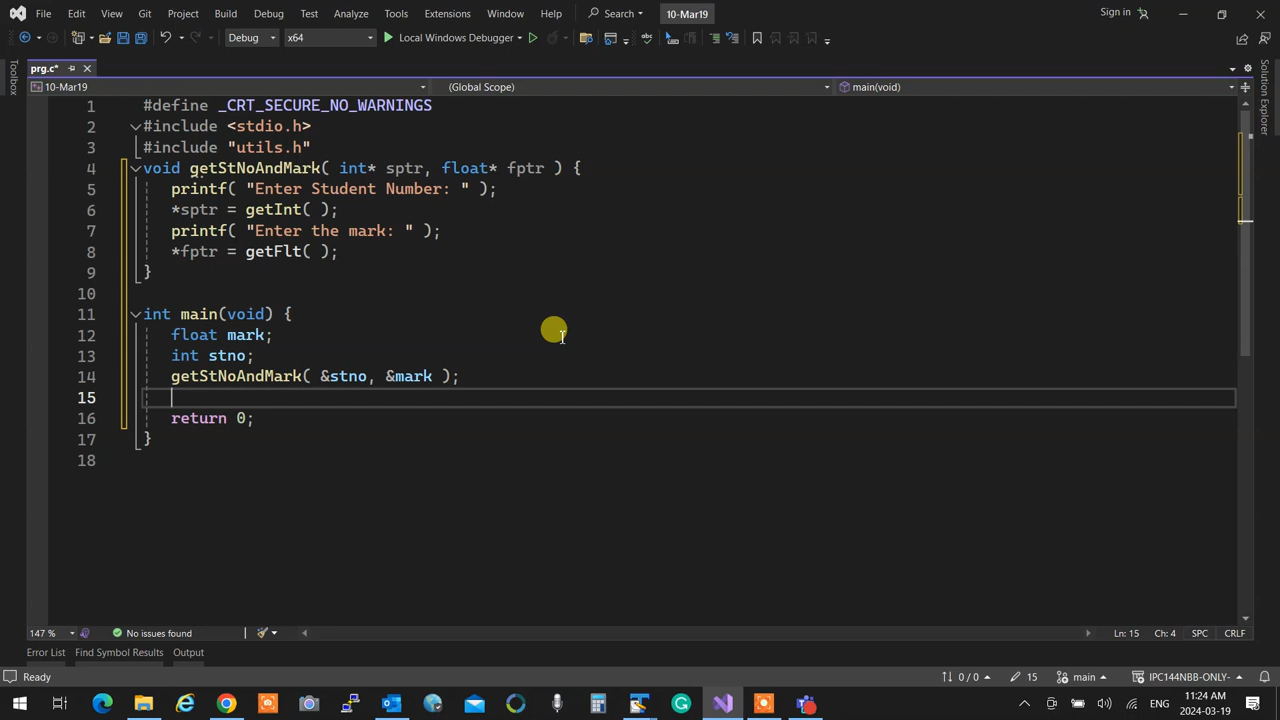 File Edit View Git Project Build Debug Test Analyze Tools Extensions Window Help Search 10-Mar19 Sign in
Debug x64 Local Windows Debugger
prg.c*
10-Mar19 (Global Scope) main(void)
1 #define _CRT_SECURE_NO_WARNINGS
2 #include <stdio.h>
3 #include "utils.h"
4 void getStNoAndMark( int* sptr, float* fptr ) {
5 printf( "Enter Student Number: " );
6 *sptr = getInt( );
7 printf( "Enter the mark: " );
8 *fptr = getFlt( );
9 }
10
11 int main(void) {
12 float mark;
13 int stno;
14 getStNoAndMark( &stno, &mark );
15
16 return 0;
17 }
18
Toolbox
Solution Explorer
147 % No issues found Ln: 15 Ch: 4 SPC CRLF
Error List Find Symbol Results Output
Ready 0 / 0 15 main IPC144NBB-ONLY-
ENG 11:24 AM
2024-03-19